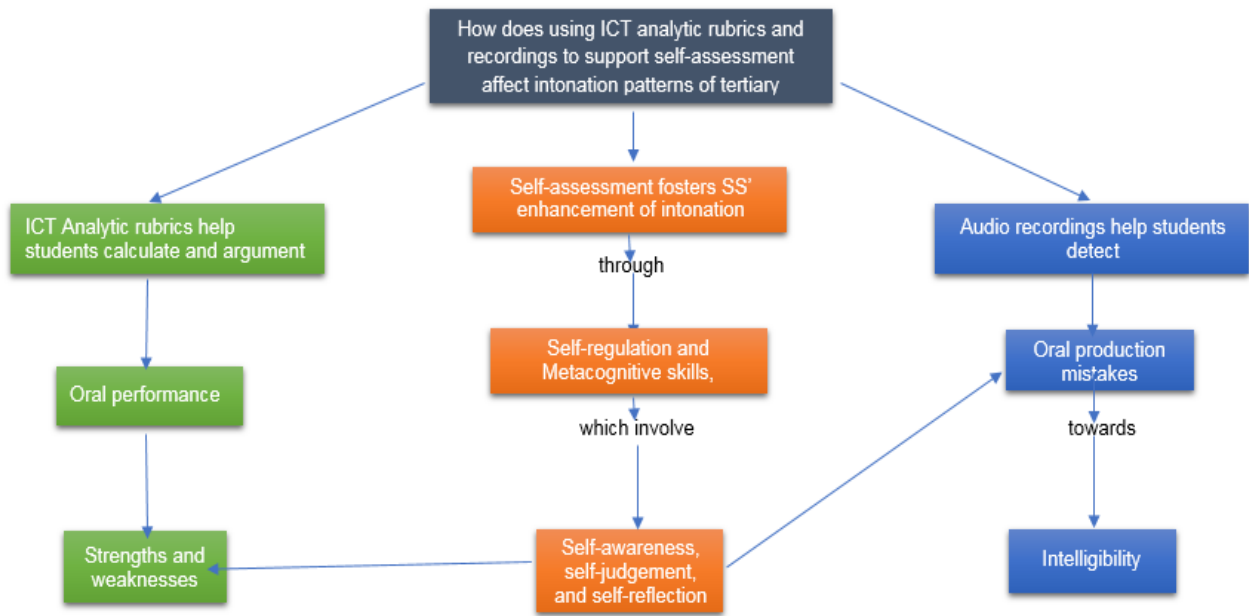 How does using ICT analytic rubrics and
recordings to support self-assessment
affect intonation patterns of tertiary
ICT Analytic rubrics help
students calculate and argument
Oral performance
Strengths and
weaknesses
Self-assessment fosters SS'
enhancement of intonation
through
Self-regulation and
Metacognitive skills,
which involve
Self-awareness,
self-judgement,
and self-reflection
Audio recordings help students
detect
Oral production
mistakes
towards
Intelligibility